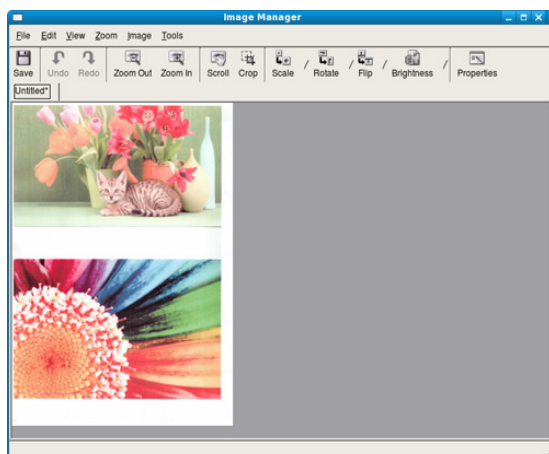 Image Manager
File Edit View Zoom Image Tools
Save Undo Redo Zoom Out Zoom In Scroll Crop Scale / Rotate / Flip / Brightness / Properties
Untitled*